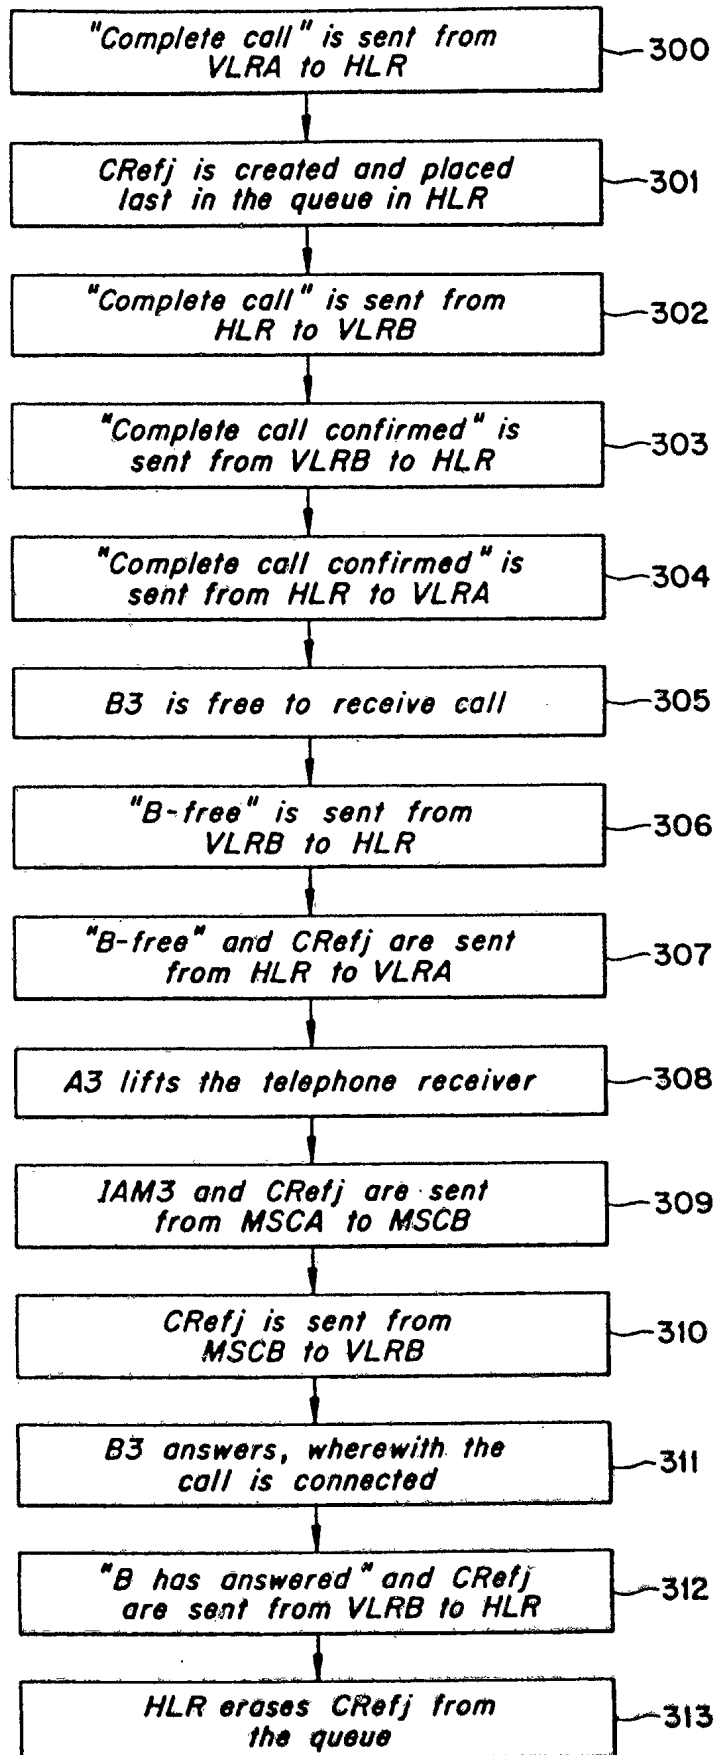 "Complete call" is sent from
VLRA to HLR
300
CRefj is created and placed
last in the queue in HLR
301
"Complete call" is sent from
HLR to VLRB
302
"Complete call confirmed" is
sent from VLRB to HLR
303
"Complete call confirmed" is
sent from HLR to VLRA
304
B3 is free to receive call
305
"B-free" is sent from
VLRB to HLR
306
"B-free" and CRefj are sent
from HLR to VLRA
307
A3 lifts the telephone receiver
308
IAM3 and CRefj are sent
from MSCA to MSCB
309
CRefj is sent from
MSCB to VLRB
310
B3 answers, wherewith the
call is connected
311
"B has answered" and CRefj
are sent from VLRB to HLR
312
HLR erases CRefj from
the queue
313